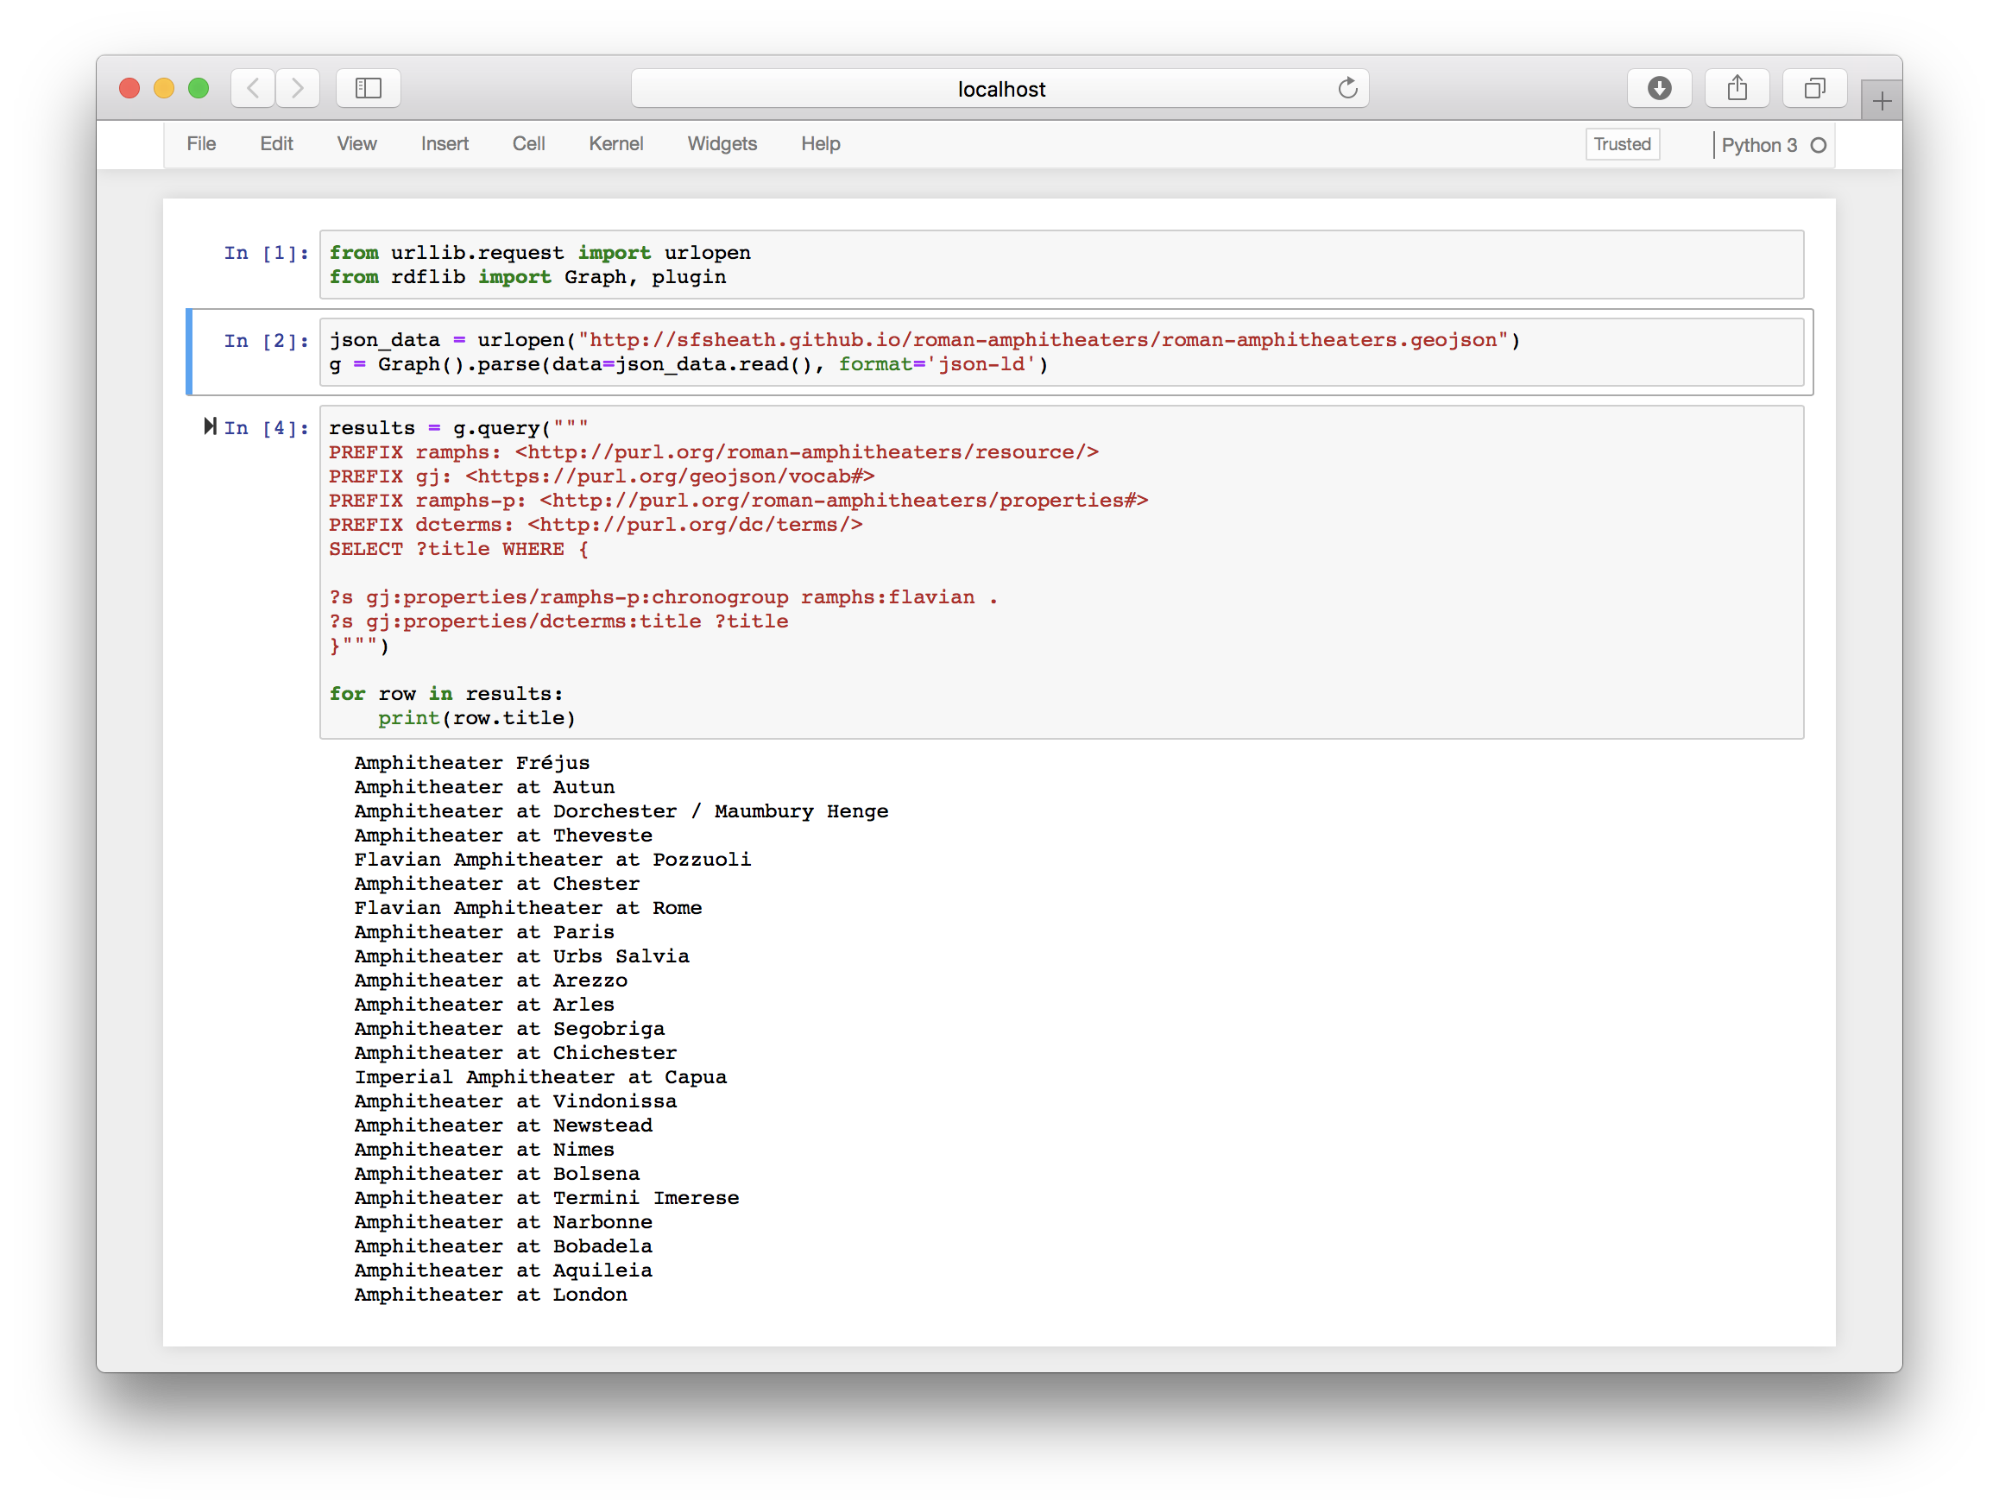 localhost
File Edit View Insert Cell Kernel Widgets Help Trusted Python 3
In [1]: from urllib.request import urlopen
from rdflib import Graph, plugin
In [2]: json_data = urlopen("http://sfsheath.github.io/roman-amphitheaters/roman-amphitheaters.geojson")
g = Graph().parse(data=json_data.read(), format='json-ld')
In [4]: results = g.query("""
PREFIX ramphs: <http://purl.org/roman-amphitheaters/resource/>
PREFIX gj: <https://purl.org/geojson/vocab#>
PREFIX ramphs-p: <http://purl.org/roman-amphitheaters/properties#>
PREFIX dcterms: <http://purl.org/dc/terms/>
SELECT ?title WHERE {
?s gj:properties/ramphs-p:chronogroup ramphs:flavian .
?s gj:properties/dcterms:title ?title
}""")
for row in results:
    print(row.title)
Amphitheater Fréjus
Amphitheater at Autun
Amphitheater at Dorchester / Maumbury Henge
Amphitheater at Theveste
Flavian Amphitheater at Pozzuoli
Amphitheater at Chester
Flavian Amphitheater at Rome
Amphitheater at Paris
Amphitheater at Urbs Salvia
Amphitheater at Arezzo
Amphitheater at Arles
Amphitheater at Segobriga
Amphitheater at Chichester
Imperial Amphitheater at Capua
Amphitheater at Vindonissa
Amphitheater at Newstead
Amphitheater at Nimes
Amphitheater at Bolsena
Amphitheater at Termini Imerese
Amphitheater at Narbonne
Amphitheater at Bobadela
Amphitheater at Aquileia
Amphitheater at London